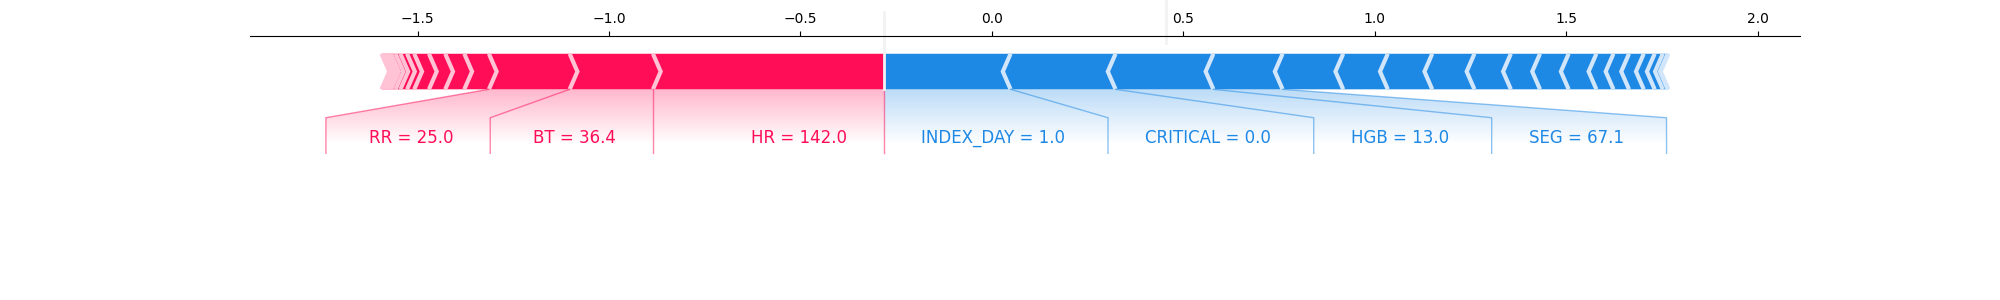 −1.5 −1.0 −0.5 0.0 0.5 1.0 1.5 2.0
RR = 25.0 BT = 36.4 HR = 142.0 INDEX_DAY = 1.0 CRITICAL = 0.0 HGB = 13.0 SEG = 67.1